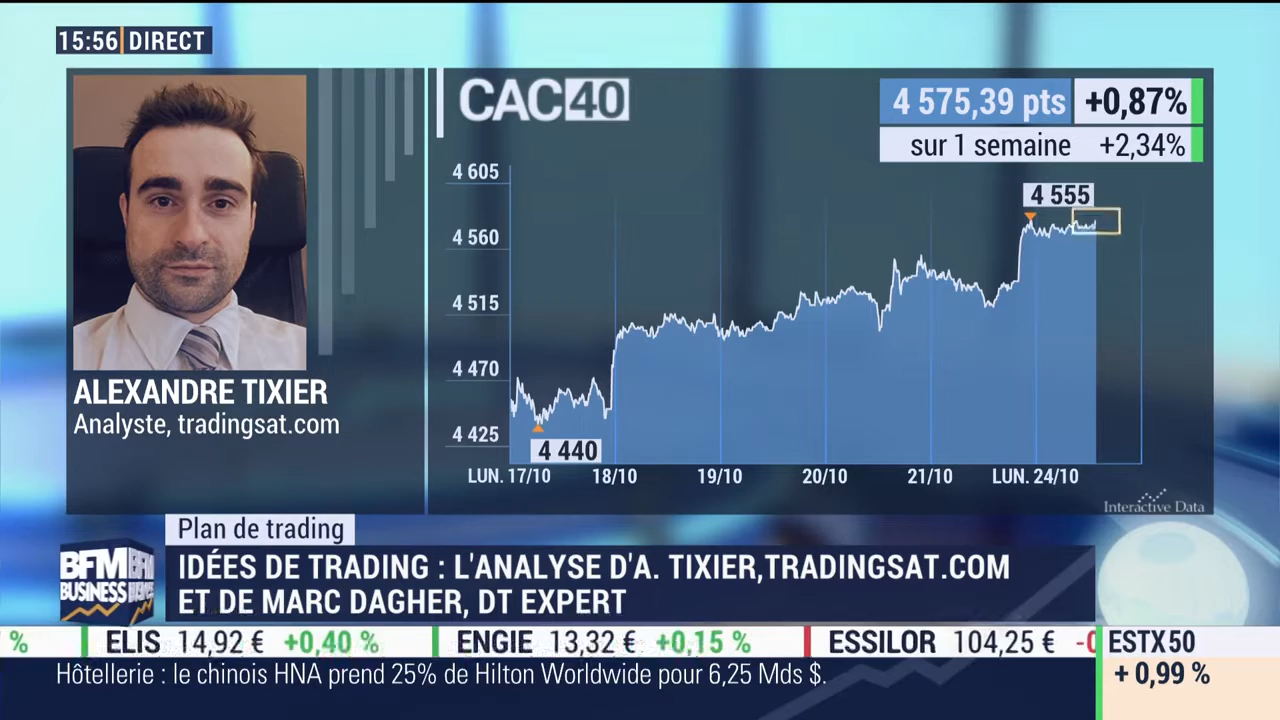 15:56 DIRECT
CAC40
4 575,39 pts +0,87%
sur 1 semaine +2,34%
4 605
4 560
4 515
4 470
4 425
4 555
4 440
LUN. 17/10 18/10 19/10 20/10 21/10 LUN. 24/10
Interactive Data
ALEXANDRE TIXIER
Analyste, tradingsat.com
Plan de trading
BFM
BUSINESS
IDÉES DE TRADING : L'ANALYSE D'A. TIXIER,TRADINGSAT.COM
ET DE MARC DAGHER, DT EXPERT
% ELIS 14,92 € +0,40 % ENGIE 13,32 € +0,15 % ESSILOR 104,25 € -0
ESTX50
+ 0,99 %
Hôtellerie : le chinois HNA prend 25% de Hilton Worldwide pour 6,25 Mds $.